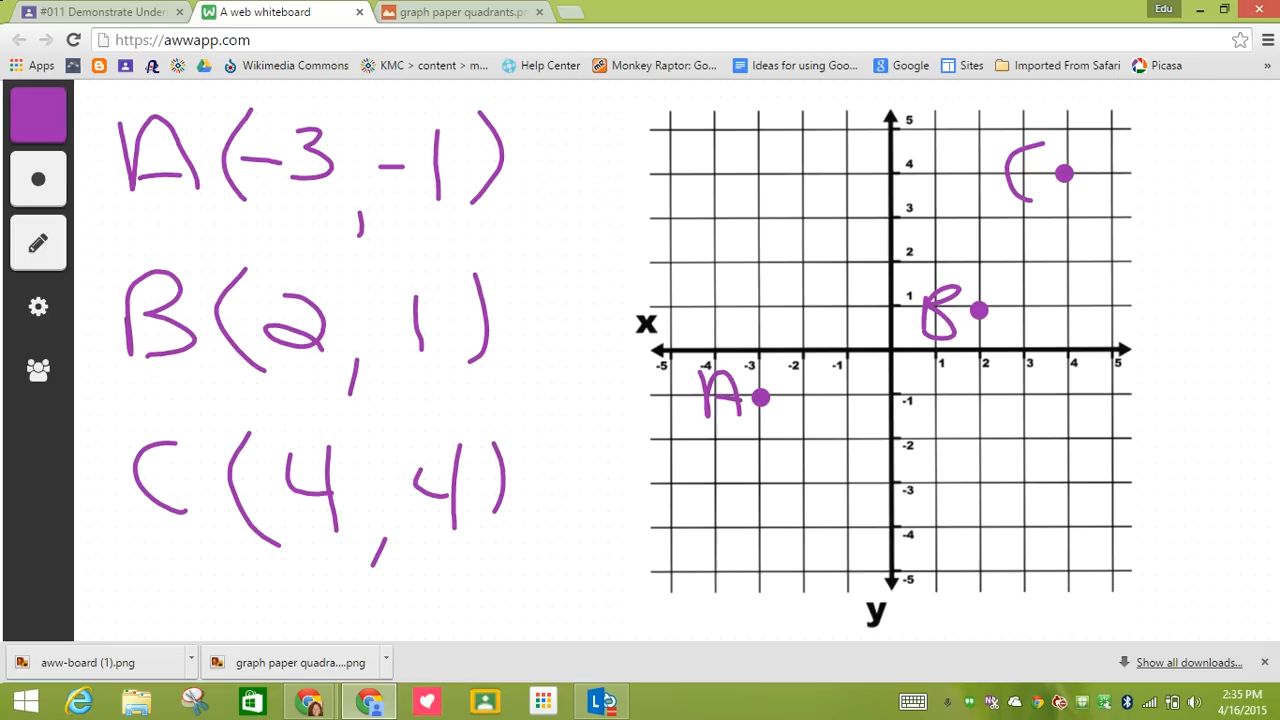 #011 Demonstrate Under
A web whiteboard
graph paper quadrants.pn
Edu
https://awwapp.com
Apps
Wikimedia Commons
KMC > content > m...
Help Center
Monkey Raptor: Go...
Ideas for using Goo...
Google
Sites
Imported From Safari
Picasa
»
A (-3, -1)
B (2, 1)
C (4, 4)
5
4
C
3
2
1
B
x
-5 -4 -3 -2 -1 1 2 3 4 5
A
-1
-2
-3
-4
-5
y
aww-board (1).png
graph paper quadra....png
Show all downloads...
2:35 PM
4/16/2015